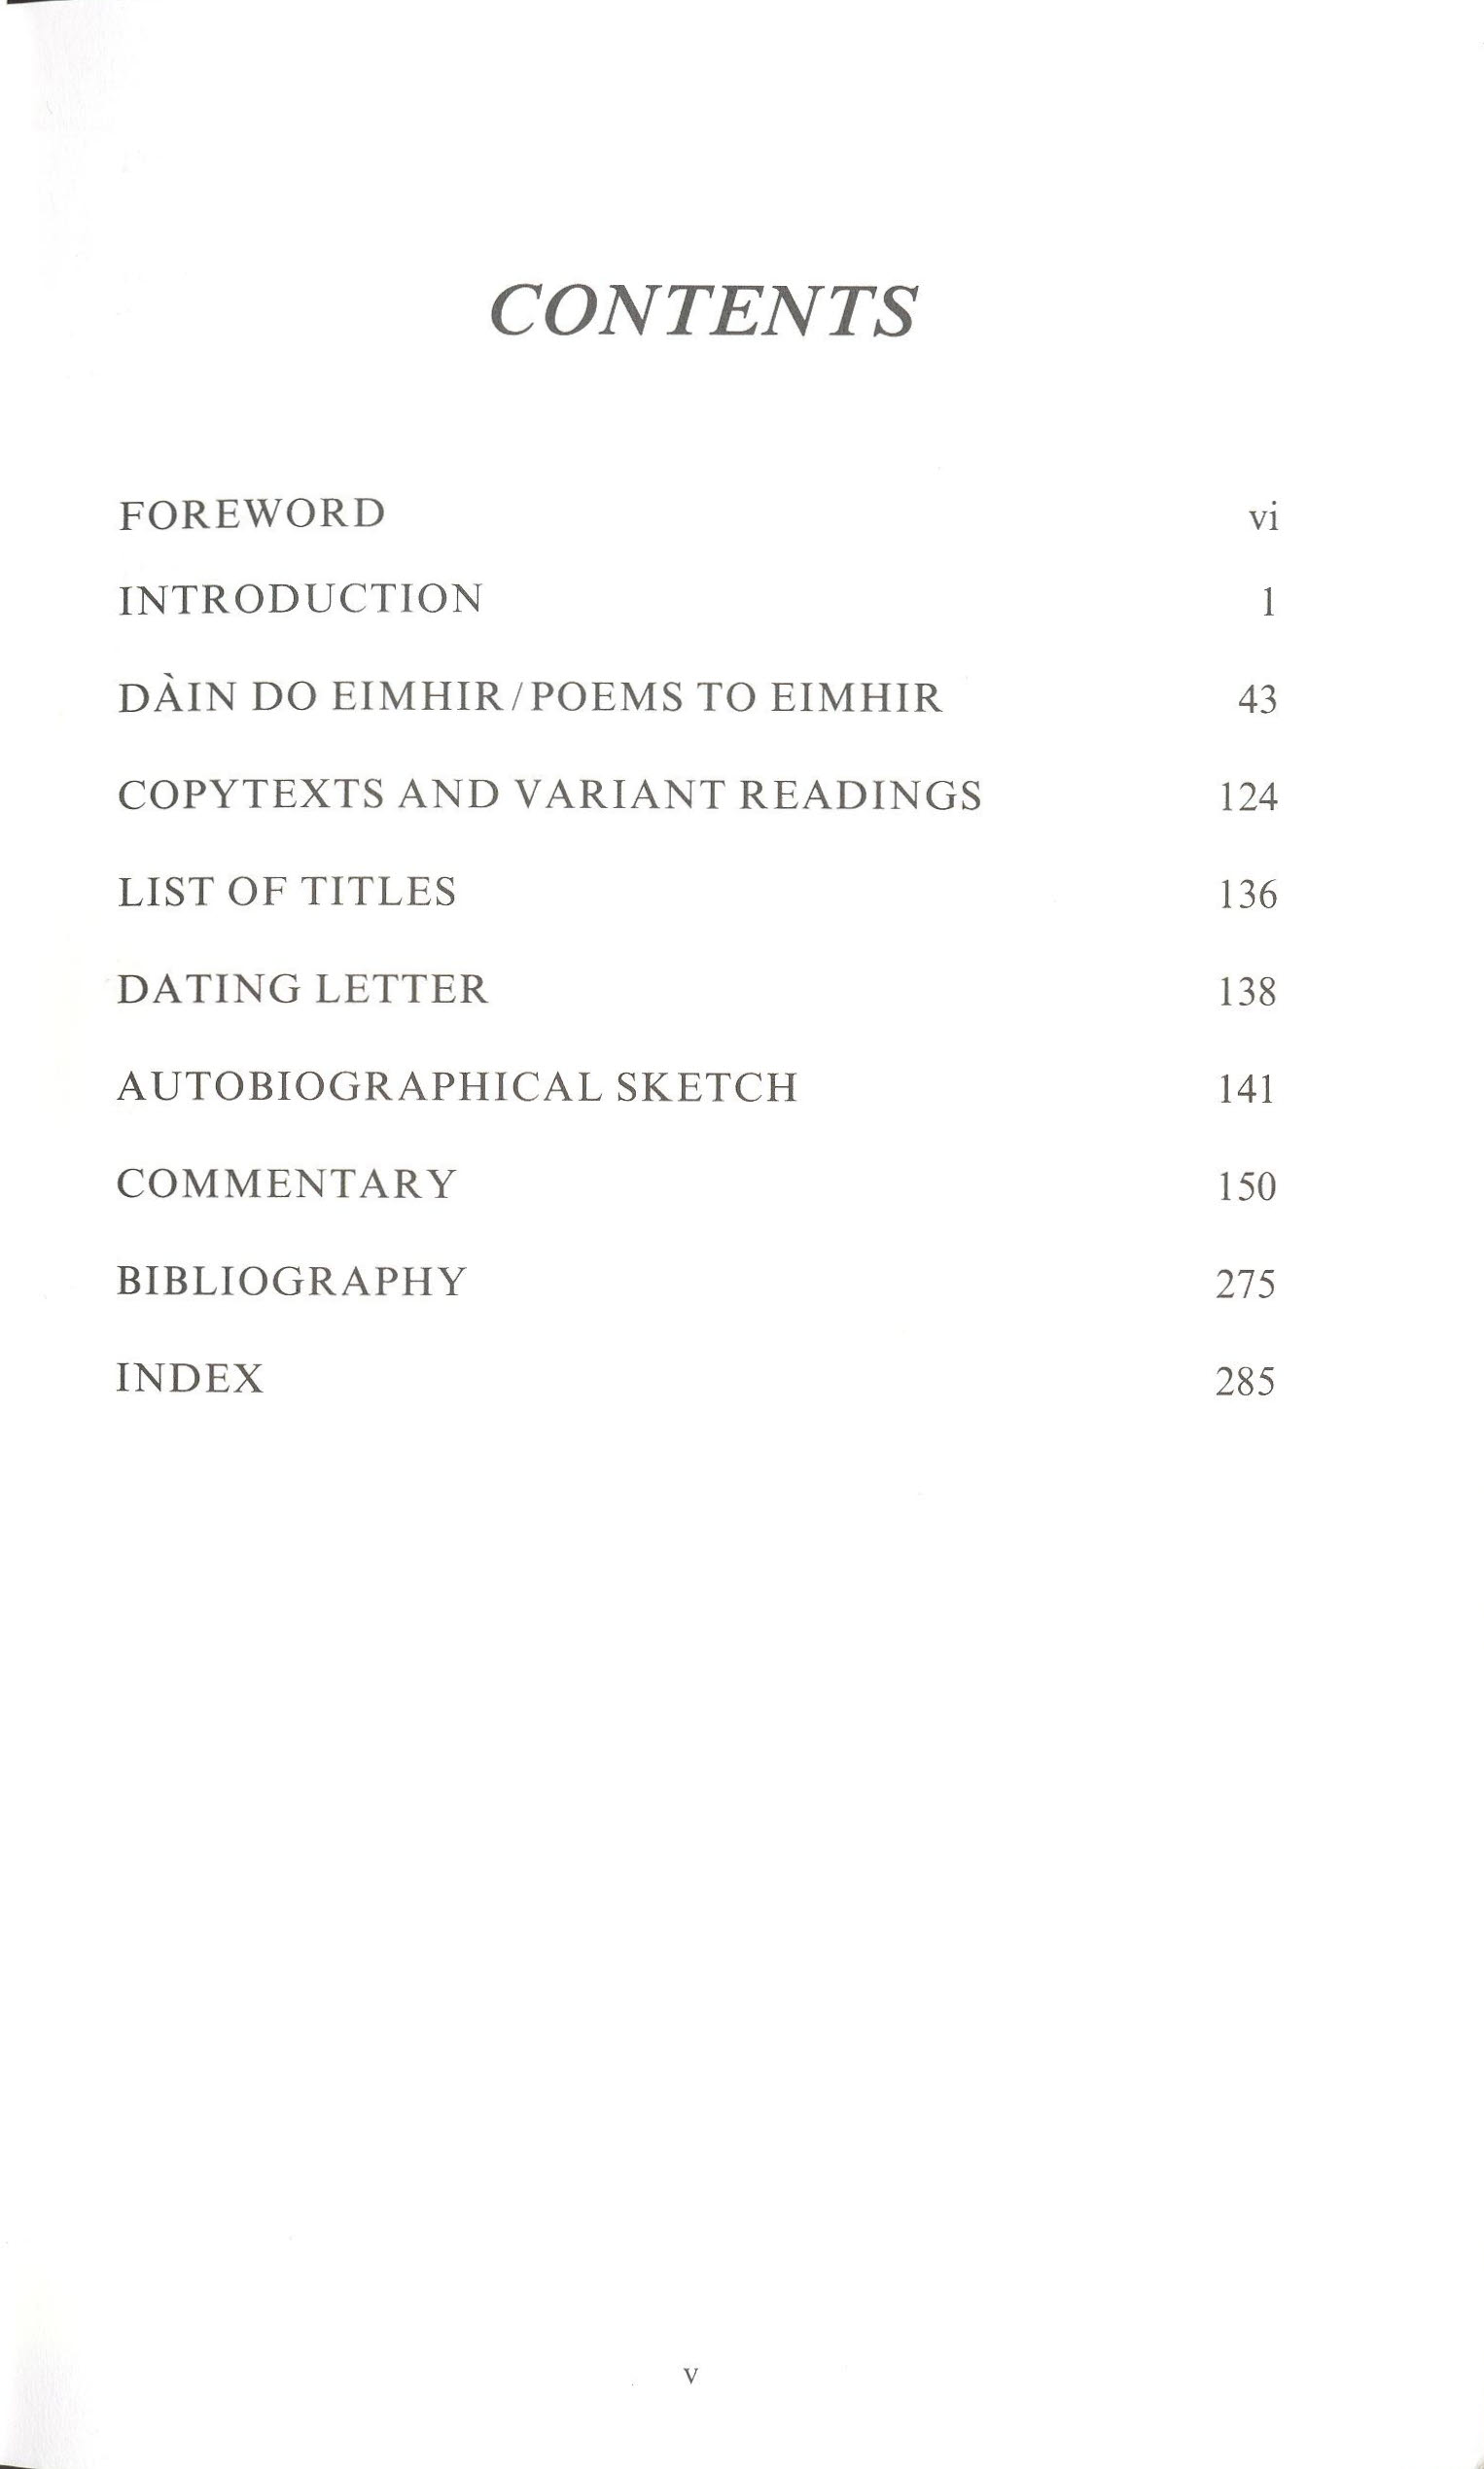 CONTENTS
FOREWORD vi
INTRODUCTION 1
DÀIN DO EIMHIR/POEMS TO EIMHIR 43
COPYTEXTS AND VARIANT READINGS 124
LIST OF TITLES 136
DATING LETTER 138
AUTOBIOGRAPHICAL SKETCH 141
COMMENTARY 150
BIBLIOGRAPHY 275
INDEX 285
v